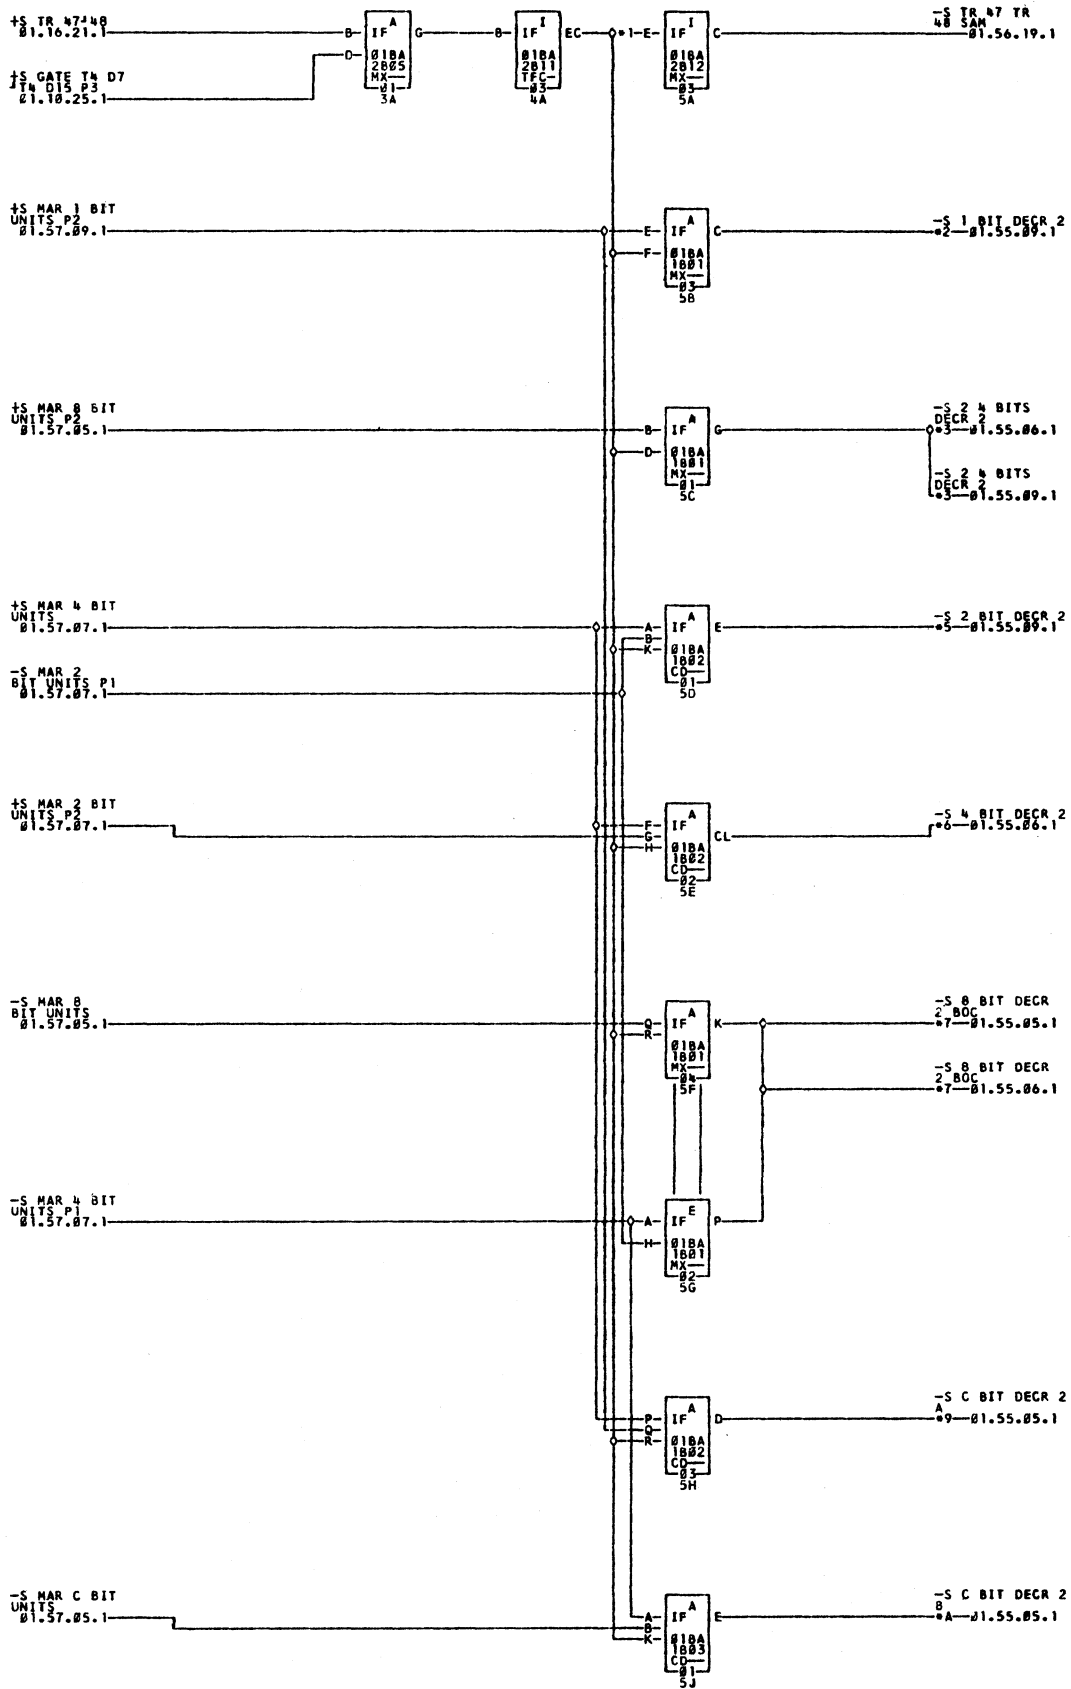 +S TR 47-48
01.16.21.1
B
D
IF A
01BA
2B05
MX
01
3A
G
B
IF I
01BA
2B11
TFC
03
4A
EC
*1
E
IF I
01BA
2B12
MX
03
5A
C
-S TR 47 TR
48 SAM
01.56.19.1
+S GATE T4 D7
T4 D15 P3
01.10.25.1
+S MAR 1 BIT
UNITS P2
01.57.09.1
E
F
IF A
01BA
1B01
MX
03
5B
C
-S 1 BIT DECR 2
*2 01.55.09.1
+S MAR 8 BIT
UNITS P2
01.57.05.1
B
D
IF A
01BA
1B01
MX
01
5C
G
-S 2 4 BITS
DECR 2
*3 01.55.06.1
-S 2 4 BITS
DECR 2
*3 01.55.09.1
+S MAR 4 BIT
UNITS
01.57.07.1
A
B
K
IF A
01BA
1B02
CD
01
5D
E
-S 2 BIT DECR 2
*5 01.55.09.1
-S MAR 2
BIT UNITS P1
01.57.07.1
+S MAR 2 BIT
UNITS P2
01.57.07.1
F
G
H
IF A
01BA
1B02
CD
02
5E
CL
-S 4 BIT DECR 2
*6 01.55.06.1
-S MAR 8
BIT UNITS
01.57.05.1
Q
R
IF A
01BA
1B01
MX
04
5F
K
-S 8 BIT DECR
2 BOC
*7 01.55.05.1
-S 8 BIT DECR
2 BOC
*7 01.55.06.1
-S MAR 4 BIT
UNITS P1
01.57.07.1
A
H
IF E
01BA
1B01
MX
02
5G
P
P
Q
R
IF A
01BA
1B02
CD
03
5H
D
-S C BIT DECR 2
A
*9 01.55.05.1
-S MAR C BIT
UNITS
01.57.05.1
A
B
K
IF A
01BA
1B03
CD
01
5J
E
-S C BIT DECR 2
B
*A 01.55.05.1